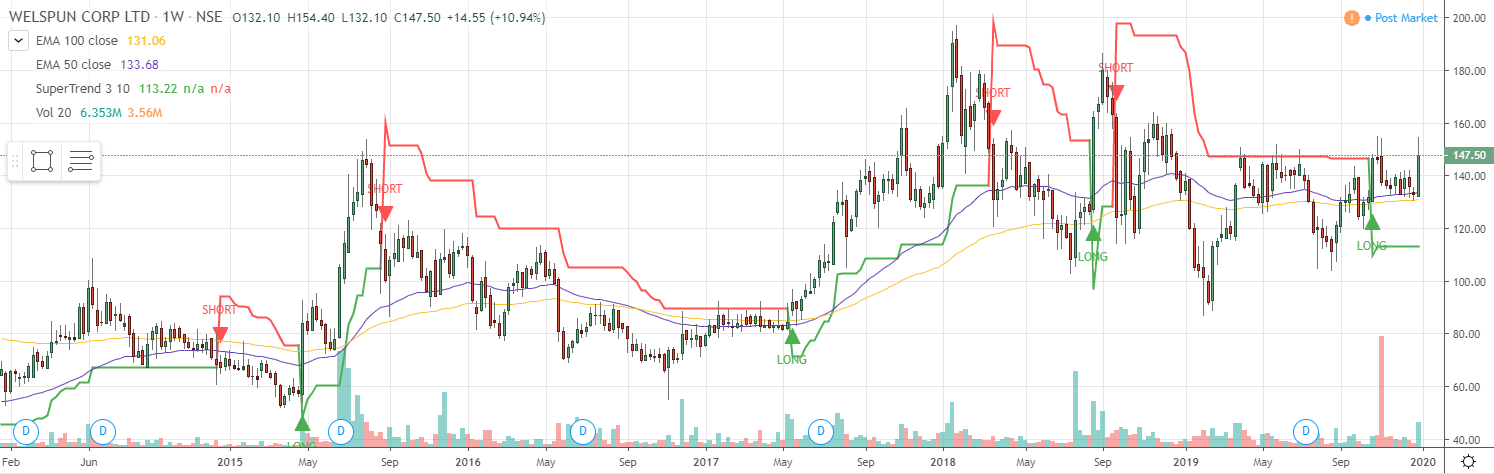 WELSPUN CORP LTD · 1W · NSE O132.10 H154.40 L132.10 C147.50 +14.55 (+10.94%)
Post Market
EMA 100 close 131.06
EMA 50 close 133.68
SuperTrend 3 10 113.22 n/a n/a
Vol 20 6.353M 3.56M
200.00
180.00
160.00
147.50
140.00
120.00
100.00
80.00
60.00
40.00
SHORT
SHORT
SHORT
SHORT
LONG
LONG
LONG
LONG
D D D D D
Feb Jun 2015 May Sep 2016 May Sep 2017 May Sep 2018 May Sep 2019 May Sep 2020